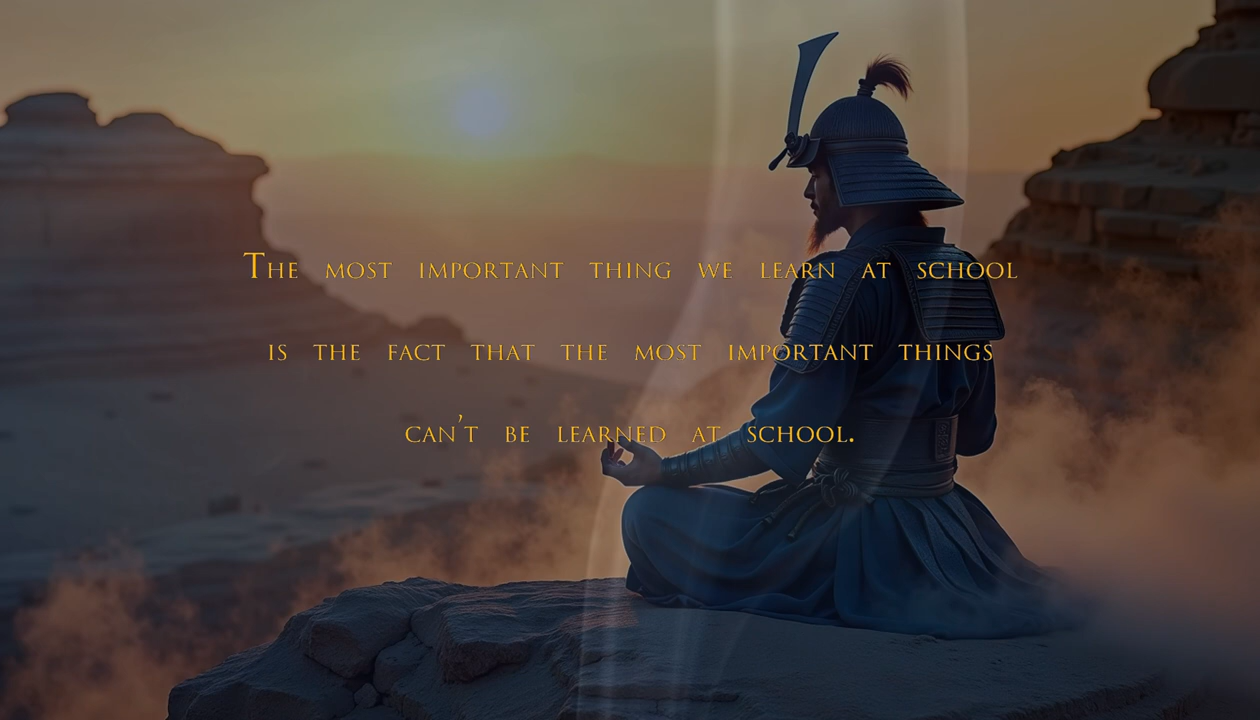 The most important thing we learn at school
is the fact that the most important things
can't be learned at school.